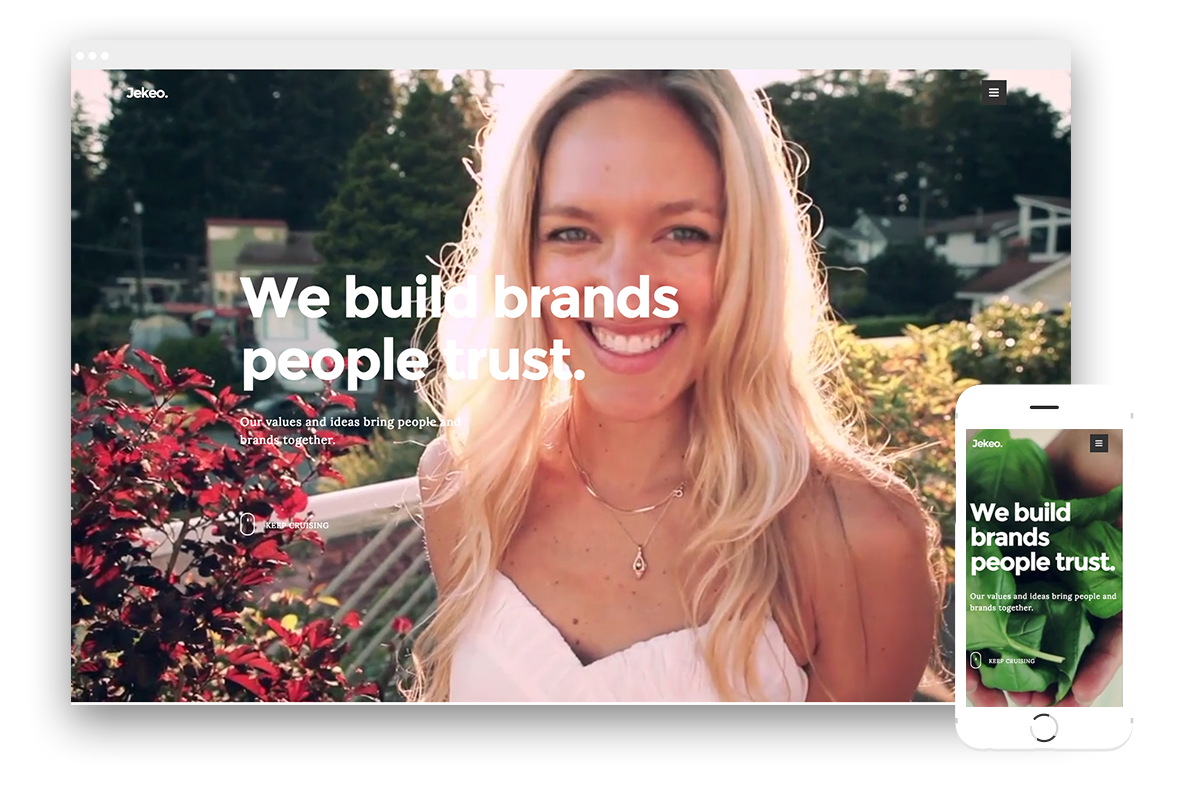 Jekeo.
We build brands
people trust.
Our values and ideas bring people and
brands together.
KEEP CRUISING
Jekeo.
We build
brands
people trust.
Our values and ideas bring people and
brands together.
KEEP CRUISING